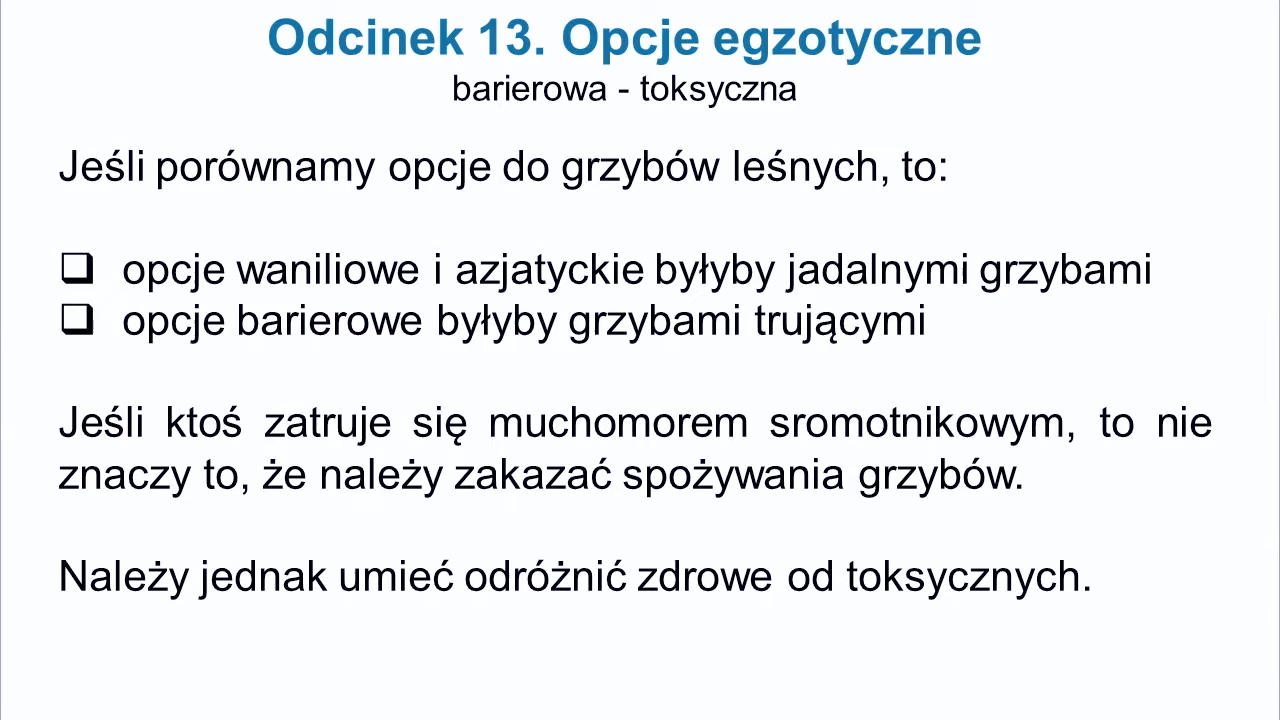 Odcinek 13. Opcje egzotyczne
barierowa - toksyczna
Jeśli porównamy opcje do grzybów leśnych, to:
❑ opcje waniliowe i azjatyckie byłyby jadalnymi grzybami
❑ opcje barierowe byłyby grzybami trującymi
Jeśli ktoś zatruje się muchomorem sromotnikowym, to nie
znaczy to, że należy zakazać spożywania grzybów.
Należy jednak umieć odróżnić zdrowe od toksycznych.